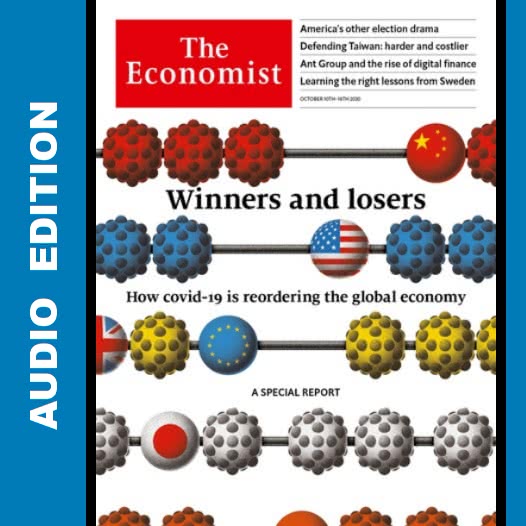 AUDIO EDITION
The
Economist
America's other election drama
Defending Taiwan: harder and costlier
Ant Group and the rise of digital finance
Learning the right lessons from Sweden
OCTOBER 10TH–16TH 2020
Winners and losers
How covid-19 is reordering the global economy
A SPECIAL REPORT